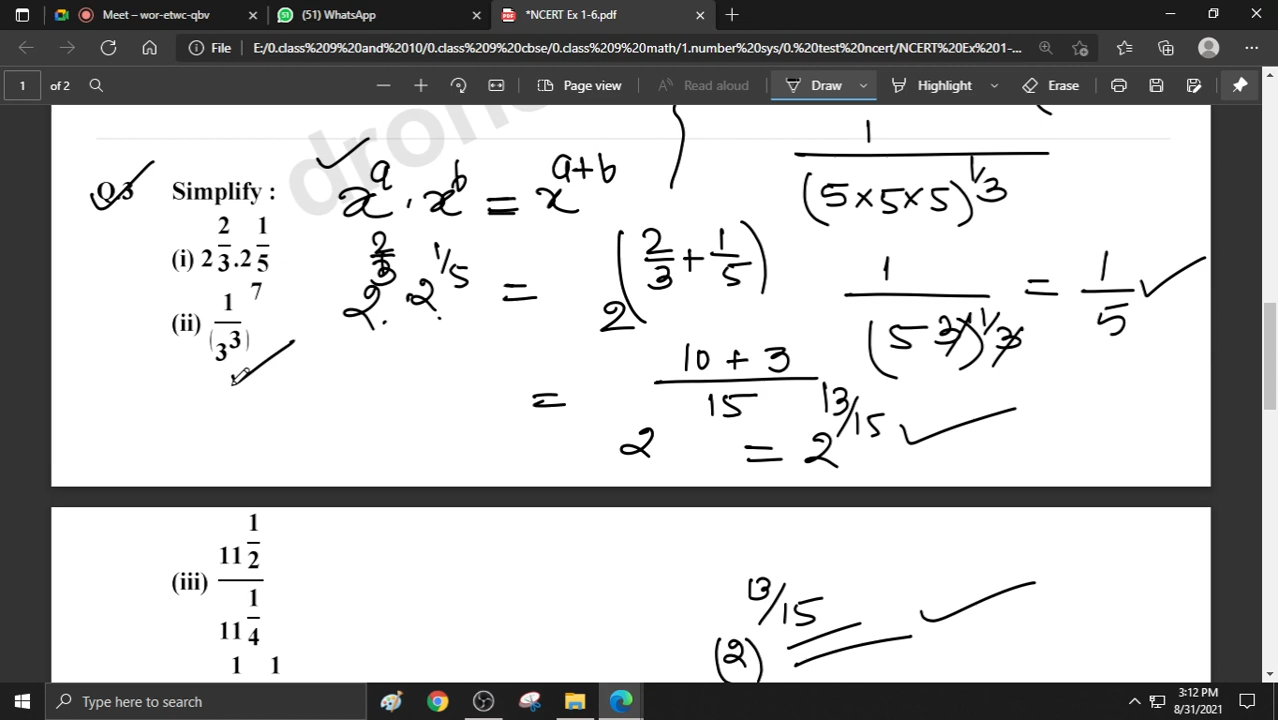 Meet – wor-etwc-qbv
(51) WhatsApp
*NCERT Ex 1-6.pdf
File E:/0.class%209%20and%2010/0.class%209%20cbse/0.class%209%20math/1.number%20sys/0.%20test%20ncert/NCERT%20Ex%201-...
1 of 2
Page view
Read aloud
Draw
Highlight
Erase
dron
1/(5×5×5)^1/3
Q.3 Simplify :
x^a . x^b = x^a+b
(i) 2^2/3.2^1/5
2^2/3 . 2^1/5 = 2^(2/3 + 1/5)
1/(5^3)^1/3 = 1/5
(ii) (1/3^3)^7
= 2^(10 + 3)/15 = 2^13/15
(iii) 11^1/2 / 11^1/4
(2)^13/15
1 1
Type here to search
3:12 PM
8/31/2021